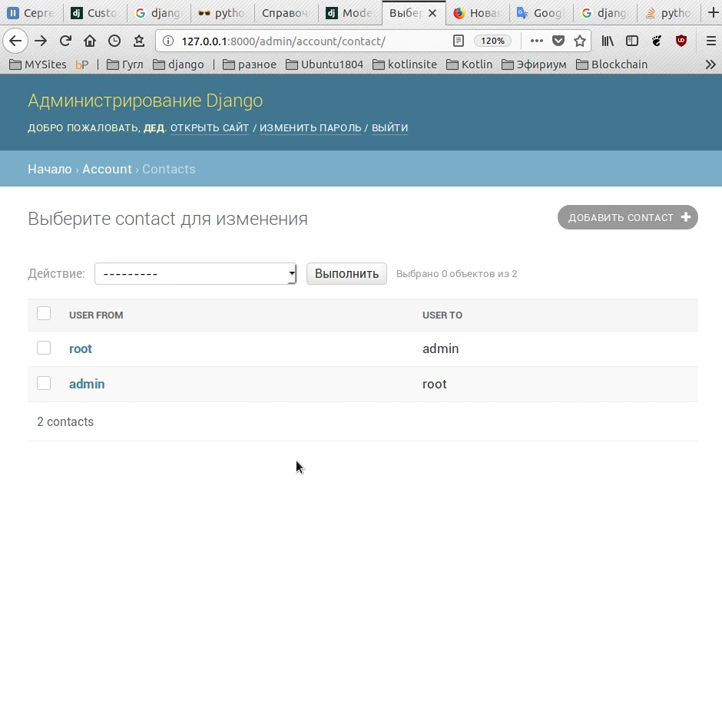 Серге
Custo
djang
pytho
Справоч
Mode
Выбер
Новая
Googl
djang
pytho
127.0.0.1:8000/admin/account/contact/
120%
MYSites
bP
Гугл
django
разное
Ubuntu1804
kotlinsite
Kotlin
Эфириум
Blockchain
Администрирование Django
ДОБРО ПОЖАЛОВАТЬ, ДЕД. ОТКРЫТЬ САЙТ / ИЗМЕНИТЬ ПАРОЛЬ / ВЫЙТИ
Начало › Account › Contacts
Выберите contact для изменения
ДОБАВИТЬ CONTACT
Действие: --------- Выполнить Выбрано 0 объектов из 2
USER FROM USER TO
root admin
admin root
2 contacts